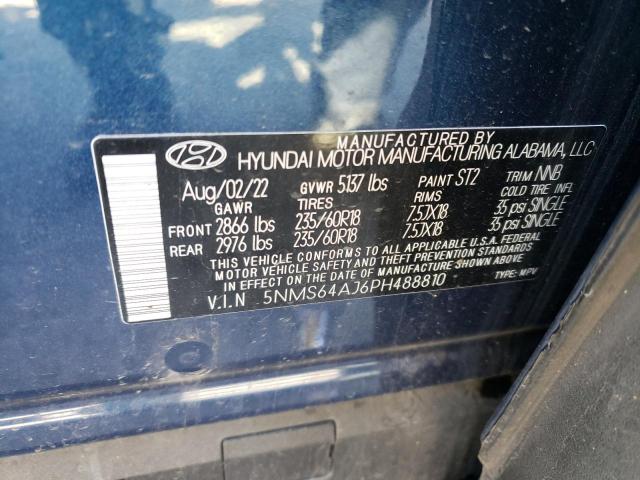 MANUFACTURED BY
HYUNDAI MOTOR MANUFACTURING ALABAMA, LLC
Aug/02/22 GVWR 5137 lbs PAINT ST2 TRIM NNB
GAWR TIRES RIMS COLD TIRE INFL
FRONT 2866 lbs 235/60R18 7.5JX18 35 psi SINGLE
REAR 2976 lbs 235/60R18 7.5JX18 35 psi SINGLE
THIS VEHICLE CONFORMS TO ALL APPLICABLE U.S.A. FEDERAL
MOTOR VEHICLE SAFETY AND THEFT PREVENTION STANDARDS
IN EFFECT ON THE DATE OF MANUFACTURE SHOWN ABOVE
V.I.N 5NMS64AJ6PH488810 TYPE: MPV